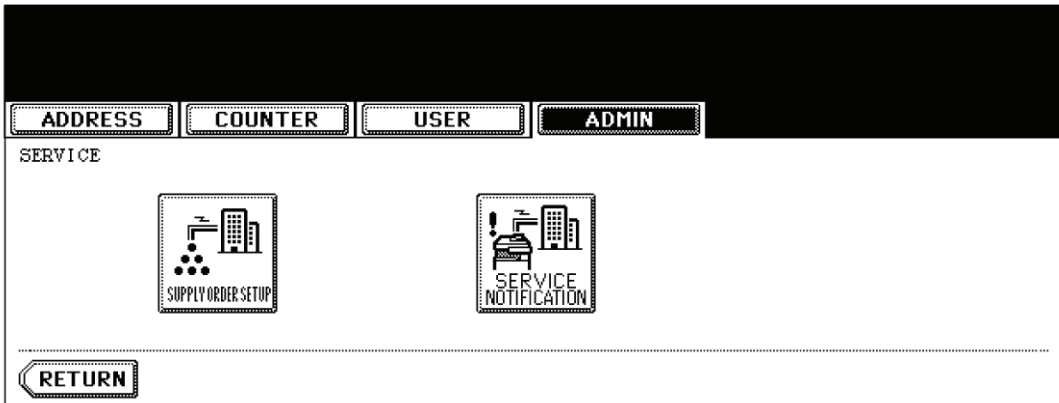 ADDRESS COUNTER USER ADMIN
SERVICE
SUPPLY ORDER SETUP
SERVICE
NOTIFICATION
RETURN